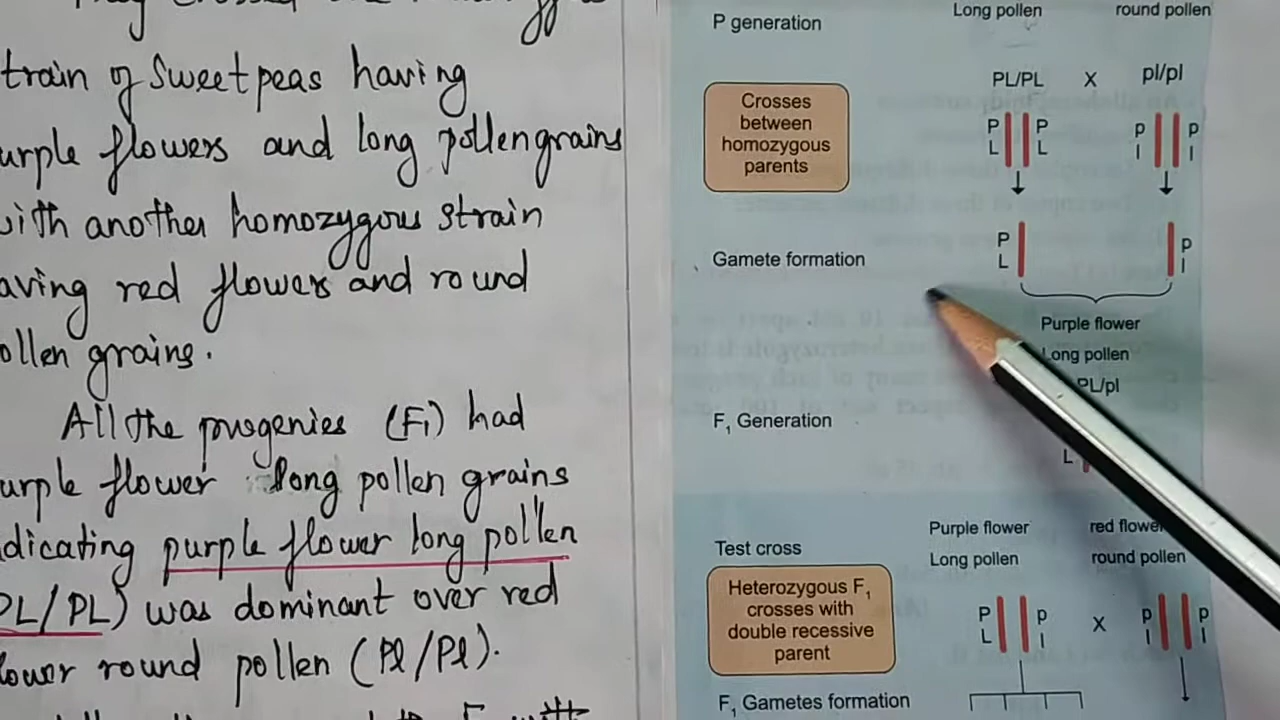 train of Sweetpeas having
urple flowers and long pollengrains
with another homozygous strain
aving red flowers and round
ollen grains.
All the progenies (F1) had
urple flower long pollen grains
dicating purple flower long pollen
PL/PL) was dominant over red
lower round pollen (Pl/Pl).
P generation
Long pollen round pollen
PL/PL X pl/pl
Crosses
between
homozygous
parents
P P p p
L L l l
Gamete formation
P p
L l
Purple flower
Long pollen
PL/pl
F1 Generation
L
Purple flower red flower
Test cross
Long pollen round pollen
Heterozygous F1
crosses with
double recessive
parent
P p X p p
L l l l
F1 Gametes formation